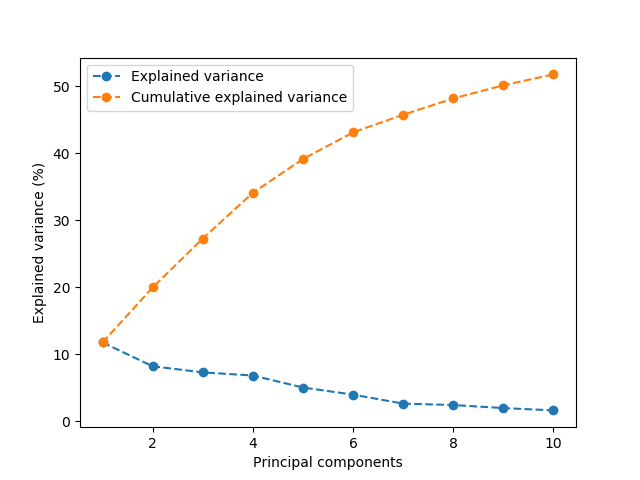 Explained variance
Cumulative explained variance
50
40
30
20
10
0
Explained variance (%)
2 4 6 8 10
Principal components